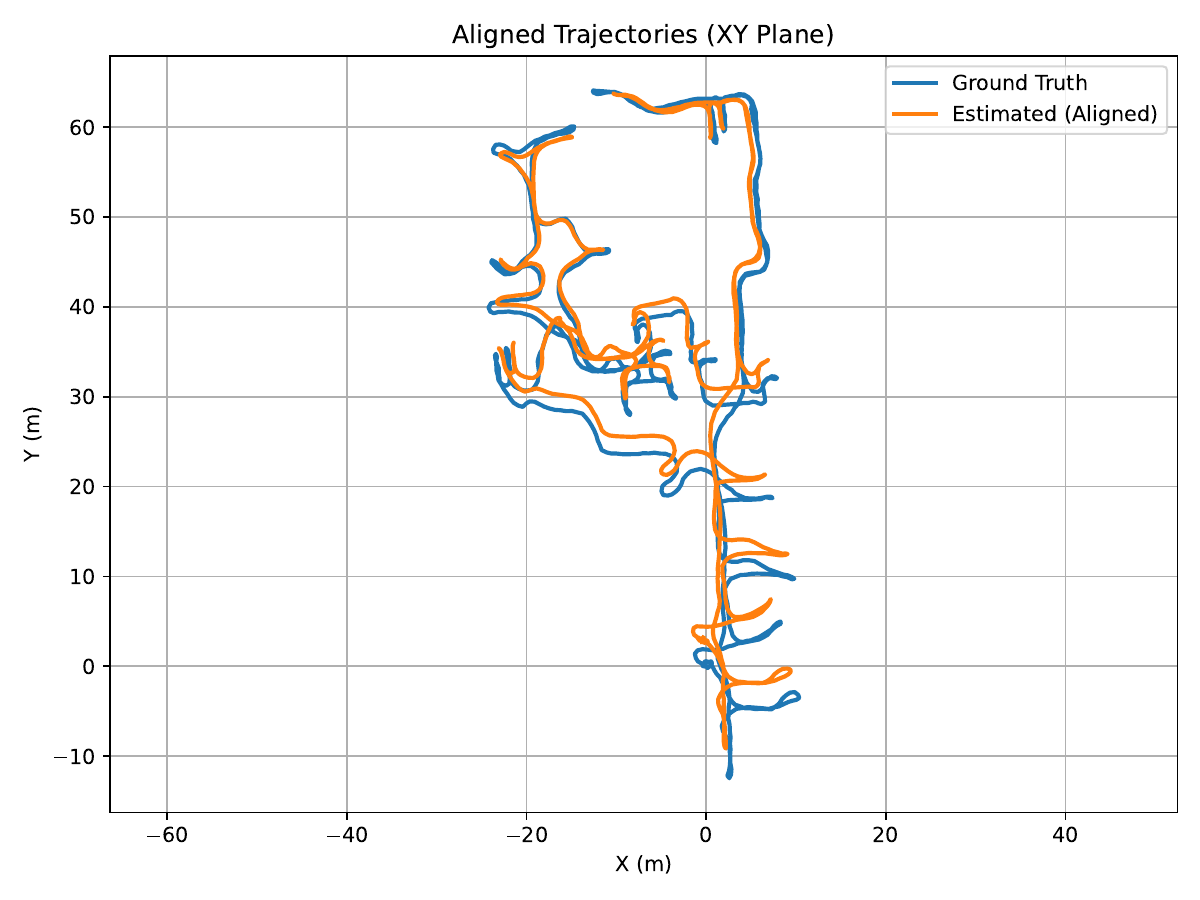 Aligned Trajectories (XY Plane)
Ground Truth
Estimated (Aligned)
60
50
40
30
20
10
0
−10
Y (m)
−60
−40
−20
0
20
40
X (m)